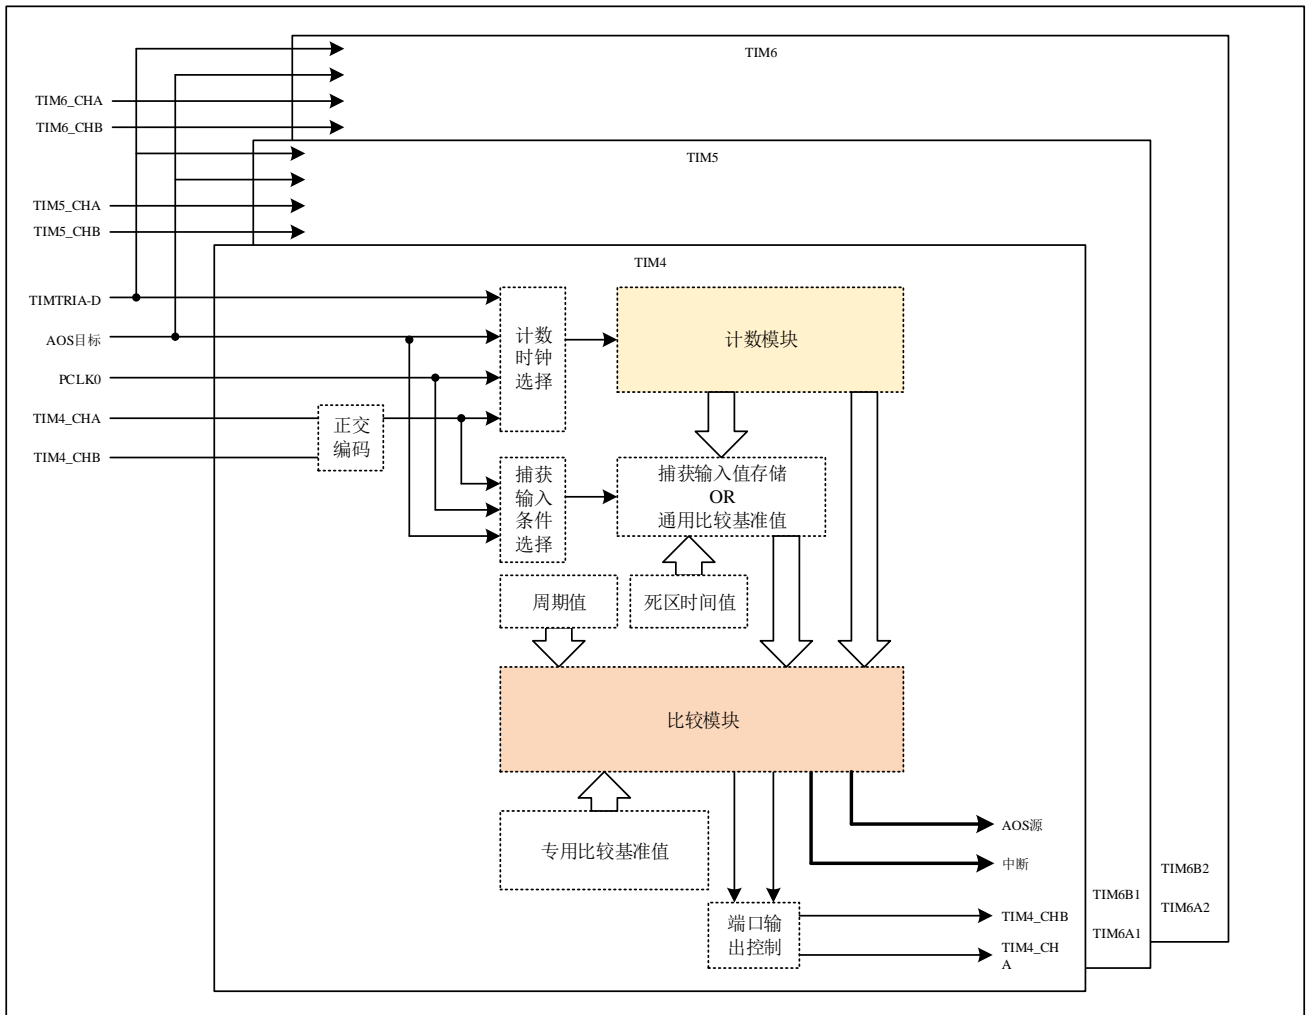 TIM6
TIM6_CHA
TIM6_CHB
TIM5
TIM5_CHA
TIM5_CHB
TIM4
TIMTRIA-D
AOS目标
PCLK0
TIM4_CHA
TIM4_CHB
正交
编码
计数
时钟
选择
计数模块
捕获
输入
条件
选择
捕获输入值存储
OR
通用比较基准值
周期值
死区时间值
比较模块
专用比较基准值
AOS源
中断
端口输
出控制
TIM4_CHB
TIM4_CH
A
TIM6B1
TIM6A1
TIM6B2
TIM6A2